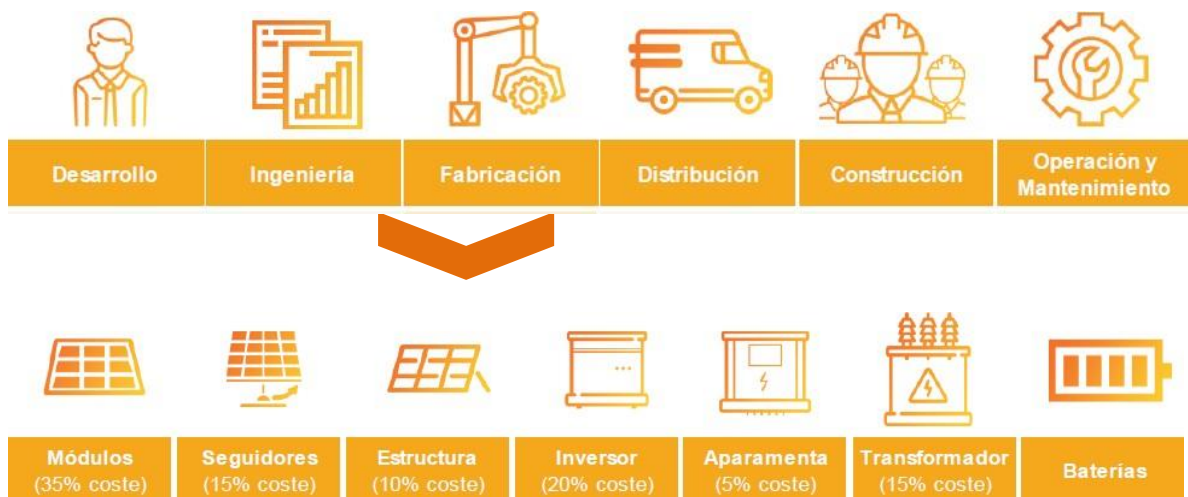 Desarrollo
Ingeniería
Fabricación
Distribución
Construcción
Operación y
Mantenimiento
Módulos
(35% coste)
Seguidores
(15% coste)
Estructura
(10% coste)
Inversor
(20% coste)
Aparamenta
(5% coste)
Transformador
(15% coste)
Baterías